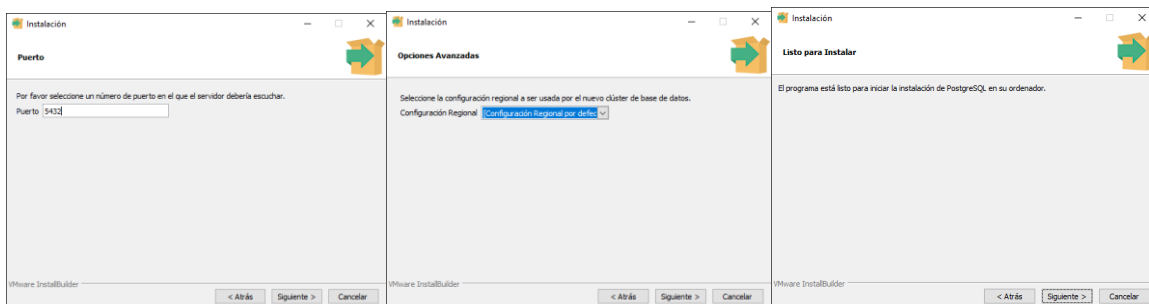 Instalación
Puerto
Por favor seleccione un número de puerto en el que el servidor debería escuchar.
Puerto 5432
VMware InstallBuilder
< Atrás Siguiente > Cancelar
Instalación
Opciones Avanzadas
Seleccione la configuración regional a ser usada por el nuevo clúster de base de datos.
Configuración Regional [Configuración Regional por defec
VMware InstallBuilder
< Atrás Siguiente > Cancelar
Instalación
Listo para Instalar
El programa está listo para iniciar la instalación de PostgreSQL en su ordenador.
VMware InstallBuilder
< Atrás Siguiente > Cancelar